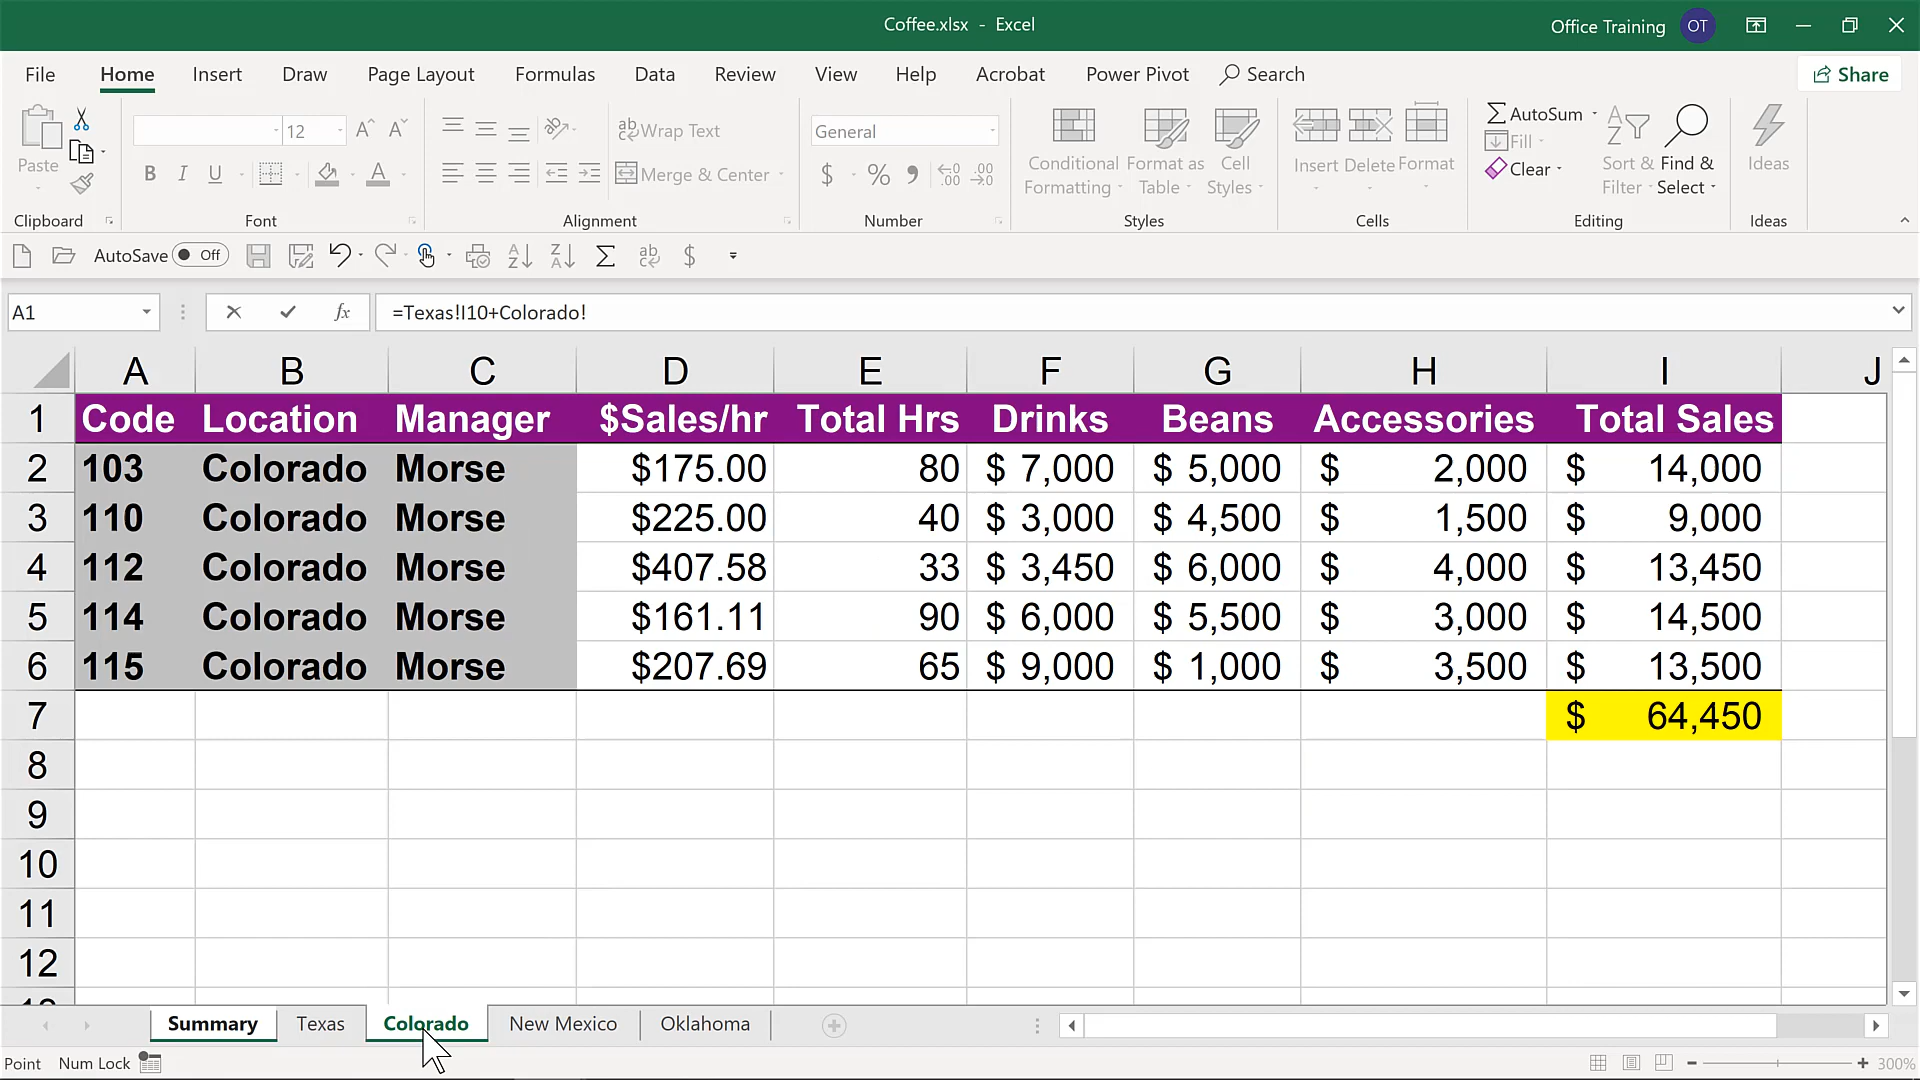 Coffee.xlsx - Excel
Office Training OT
File Home Insert Draw Page Layout Formulas Data Review View Help Acrobat Power Pivot Search Share
Paste
Clipboard
12
B I U
Font
Wrap Text
Merge & Center
Alignment
General
$ % 9
Number
Conditional Formatting
Format as Table
Cell Styles
Styles
Insert Delete Format
Cells
AutoSum
Fill
Clear
Sort & Filter
Find & Select
Editing
Ideas
Ideas
AutoSave Off
A1 fx =Texas!I10+Colorado!
A B C D E F G H I J
1 Code Location Manager $Sales/hr Total Hrs Drinks Beans Accessories Total Sales
2 103 Colorado Morse $175.00 80 $ 7,000 $ 5,000 $ 2,000 $ 14,000
3 110 Colorado Morse $225.00 40 $ 3,000 $ 4,500 $ 1,500 $ 9,000
4 112 Colorado Morse $407.58 33 $ 3,450 $ 6,000 $ 4,000 $ 13,450
5 114 Colorado Morse $161.11 90 $ 6,000 $ 5,500 $ 3,000 $ 14,500
6 115 Colorado Morse $207.69 65 $ 9,000 $ 1,000 $ 3,500 $ 13,500
7 $ 64,450
8
9
10
11
12
Summary Texas Colorado New Mexico Oklahoma
Point Num Lock 300%